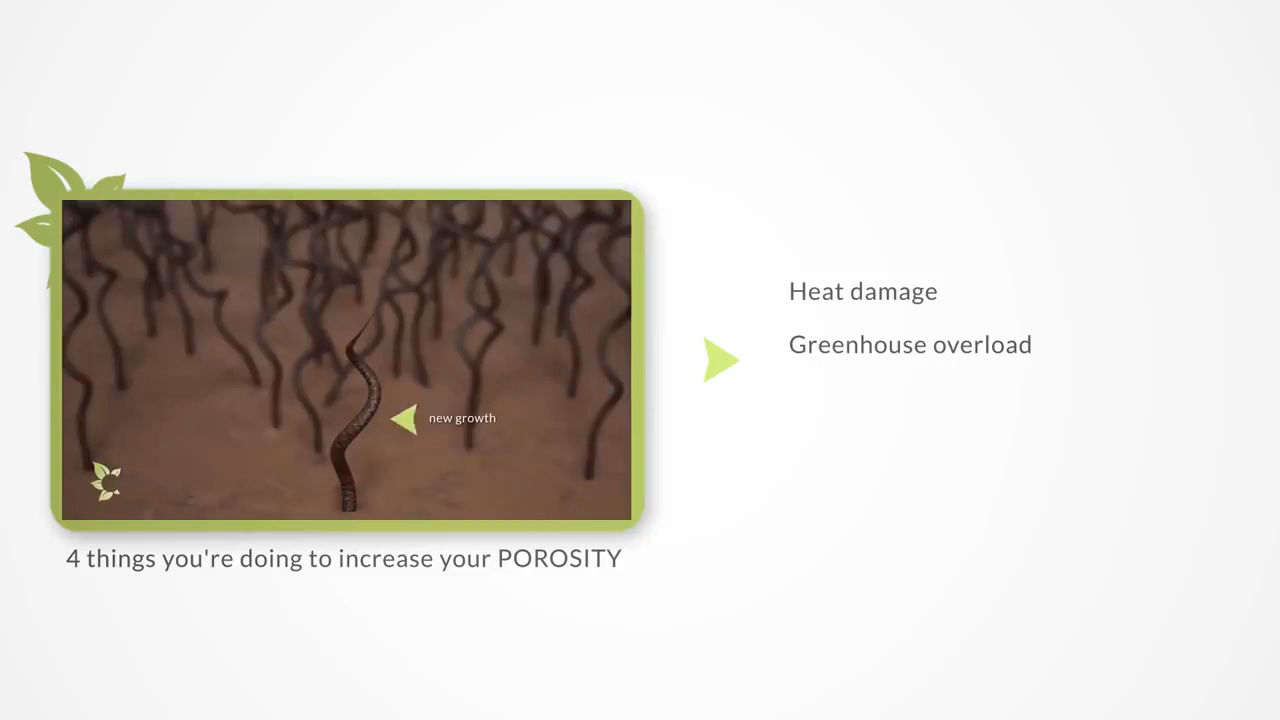 Heat damage
Greenhouse overload
new growth
4 things you're doing to increase your POROSITY